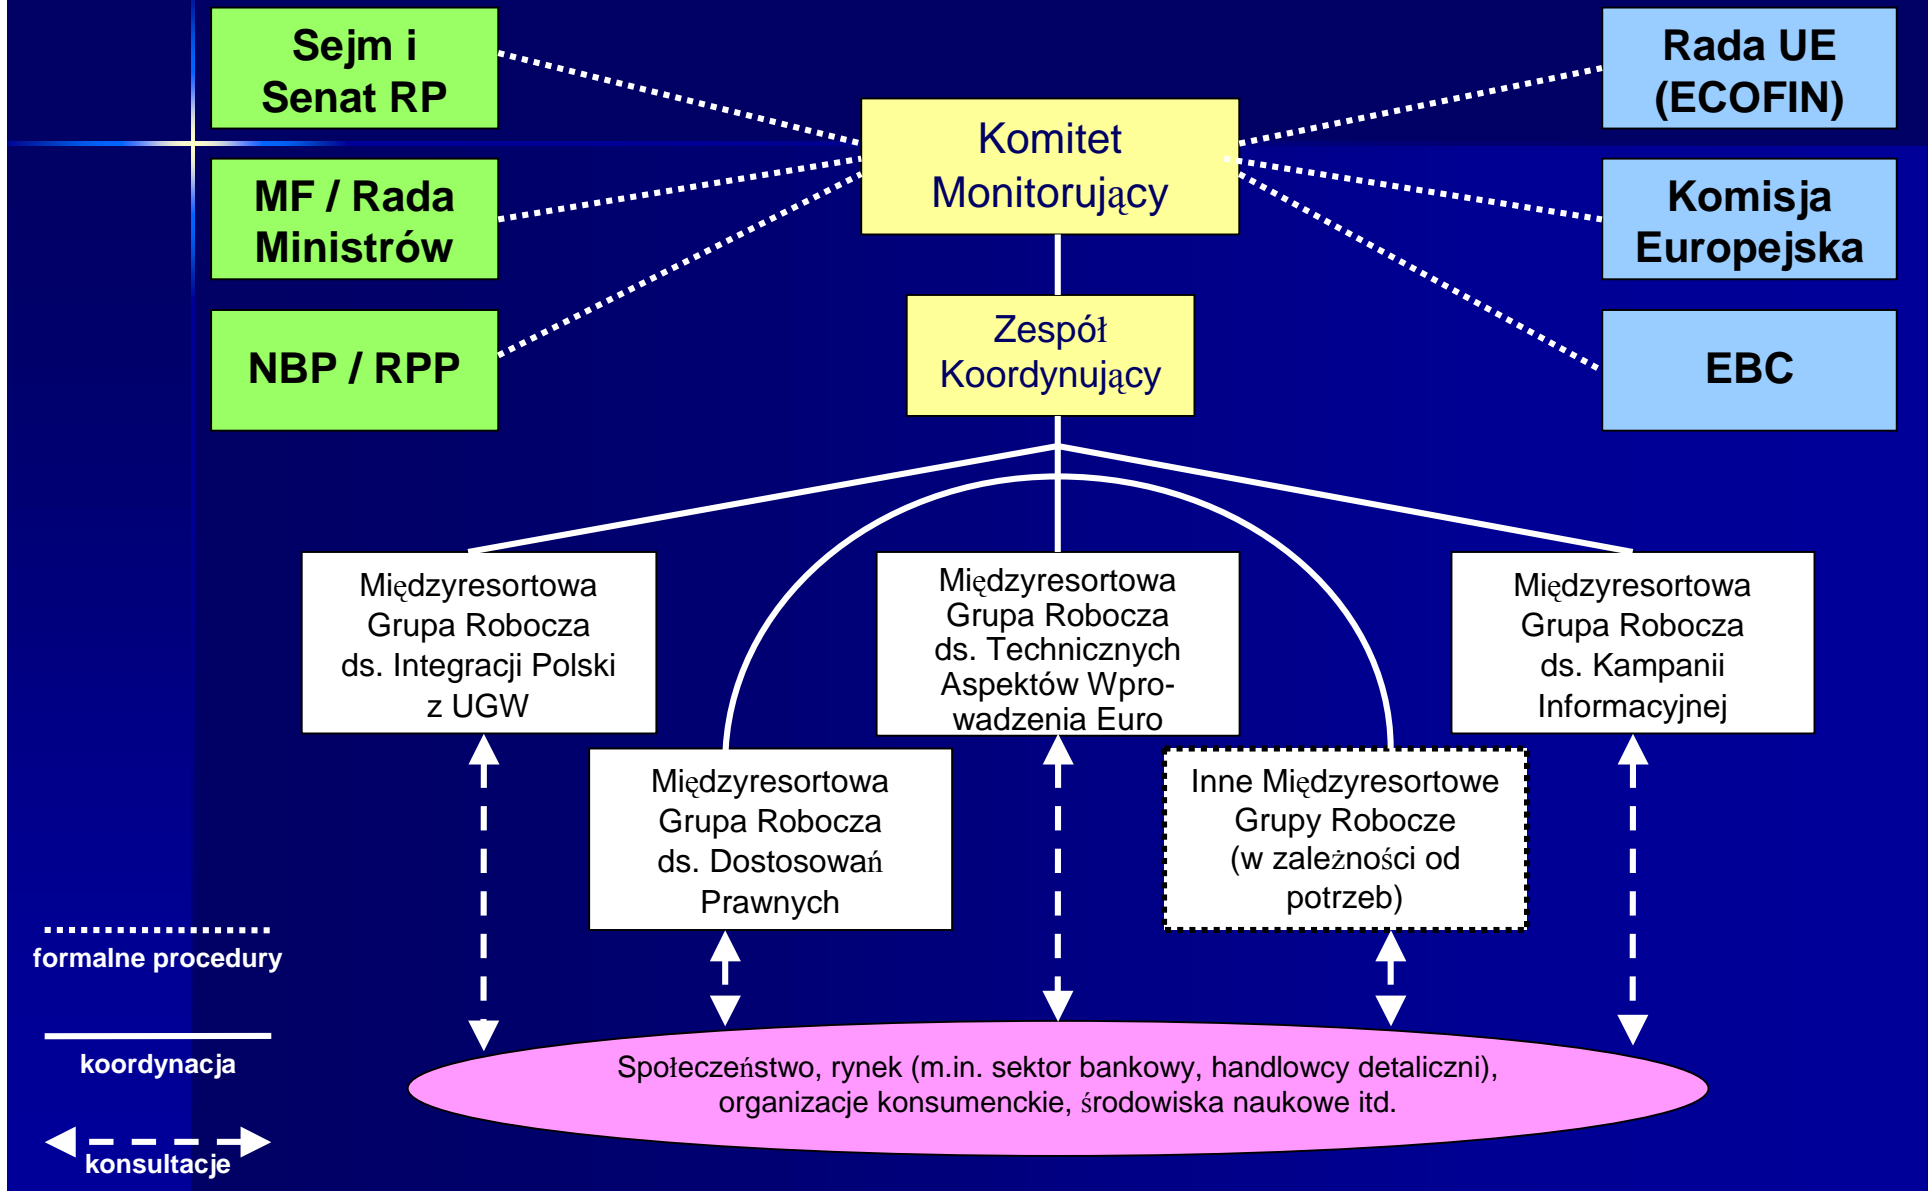 Sejm i
Senat RP
MF / Rada
Ministrów
NBP / RPP
Komitet
Monitorujący
Zespół
Koordynujący
Rada UE
(ECOFIN)
Komisja
Europejska
EBC
Międzyresortowa
Grupa Robocza
ds. Integracji Polski
z UGW
Międzyresortowa
Grupa Robocza
ds. Dostosowań
Prawnych
Międzyresortowa
Grupa Robocza
ds. Technicznych
Aspektów Wpro-
wadzenia Euro
Inne Międzyresortowe
Grupy Robocze
(w zależności od
potrzeb)
Międzyresortowa
Grupa Robocza
ds. Kampanii
Informacyjnej
formalne procedury
koordynacja
konsultacje
Społeczeństwo, rynek (m.in. sektor bankowy, handlowcy detaliczni),
organizacje konsumenckie, środowiska naukowe itd.